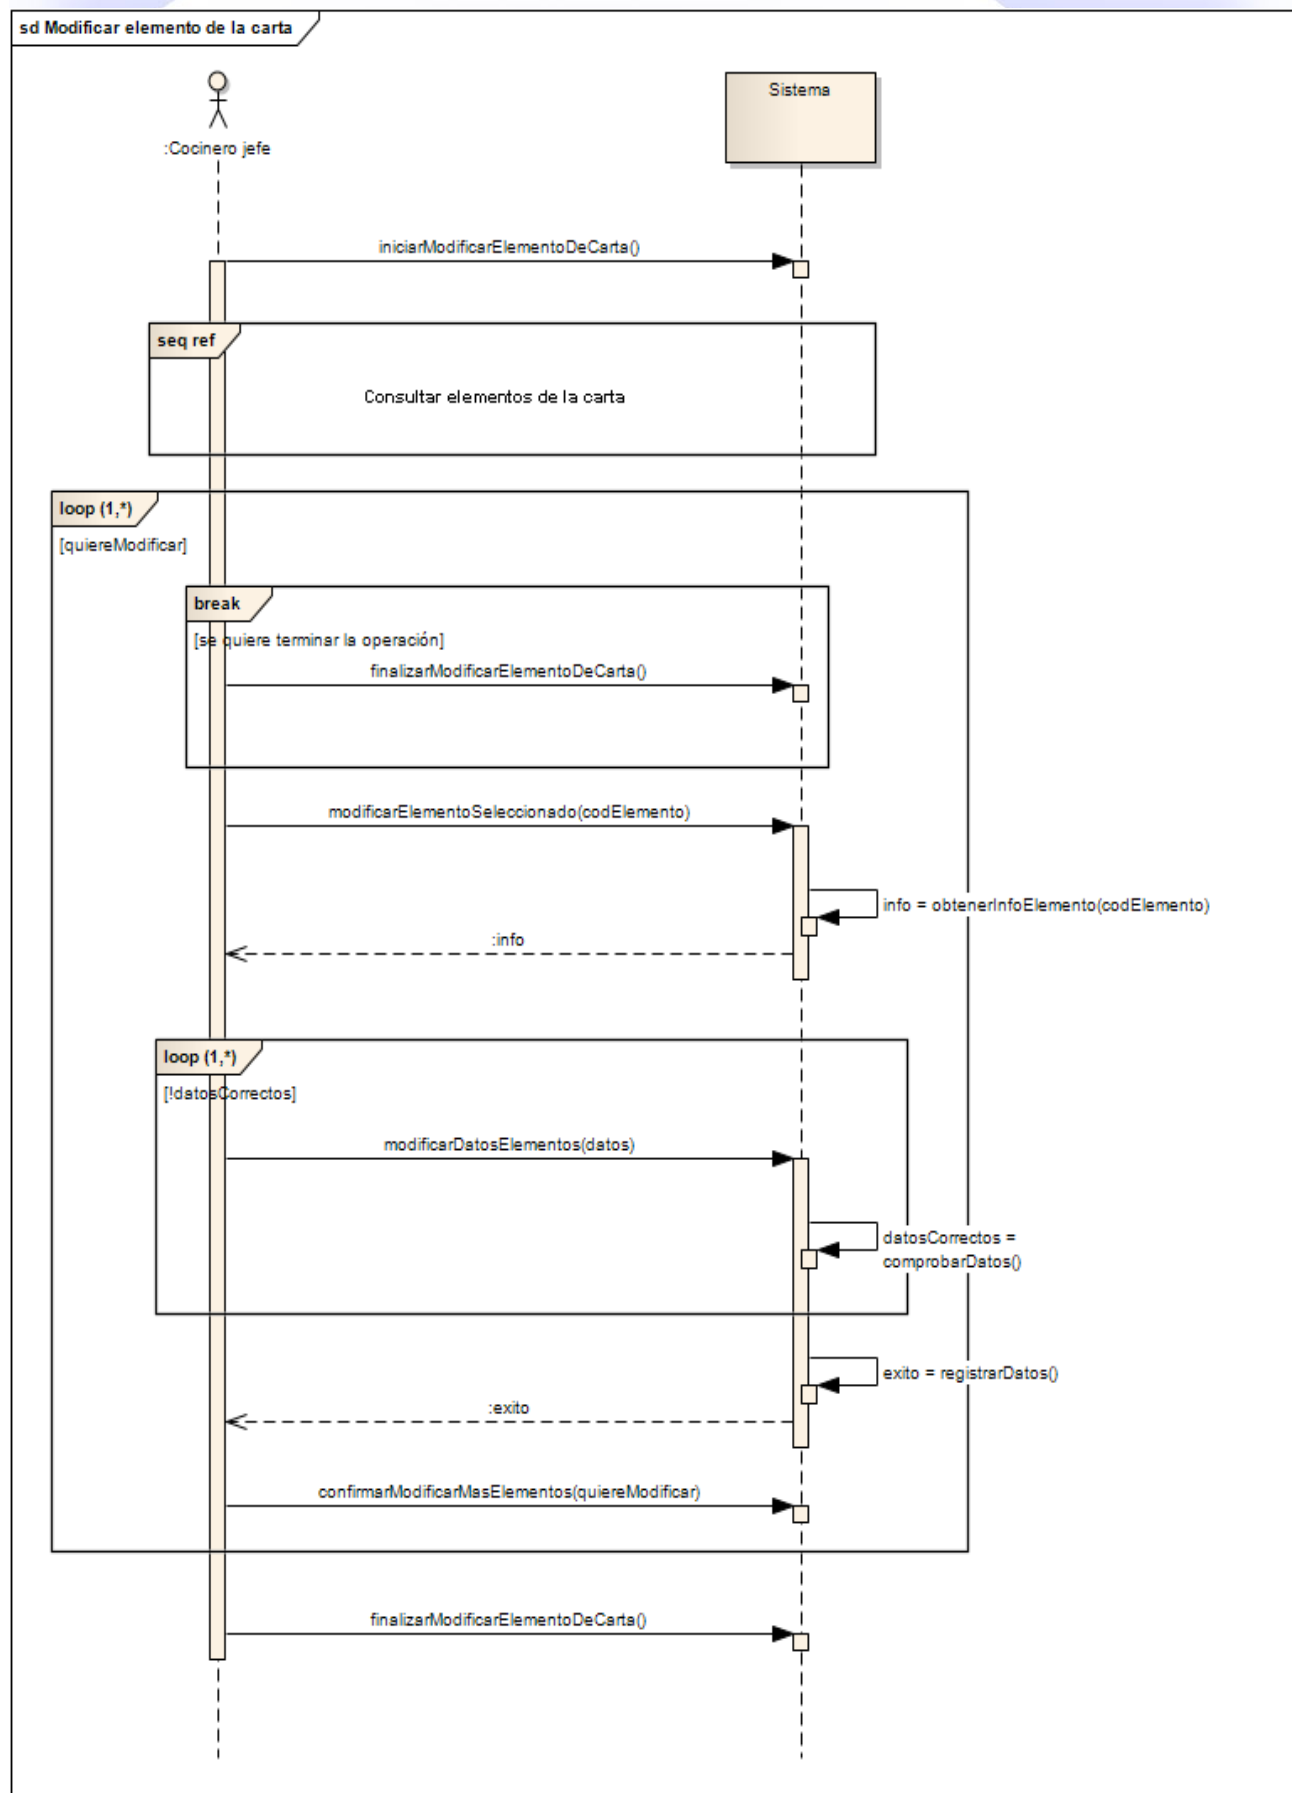 sd Modificar elemento de la carta
:Cocinero jefe
Sistema
iniciarModificarElementoDeCarta()
seq ref
Consultar elementos de la carta
loop (1,*)
[quiereModificar]
break
[se quiere terminar la operación]
finalizarModificarElementoDeCarta()
modificarElementoSeleccionado(codElemento)
info = obtenerInfoElemento(codElemento)
:info
loop (1,*)
[!datosCorrectos]
modificarDatosElementos(datos)
datosCorrectos =
comprobarDatos()
exito = registrarDatos()
:exito
confirmarModificarMasElementos(quiereModificar)
finalizarModificarElementoDeCarta()